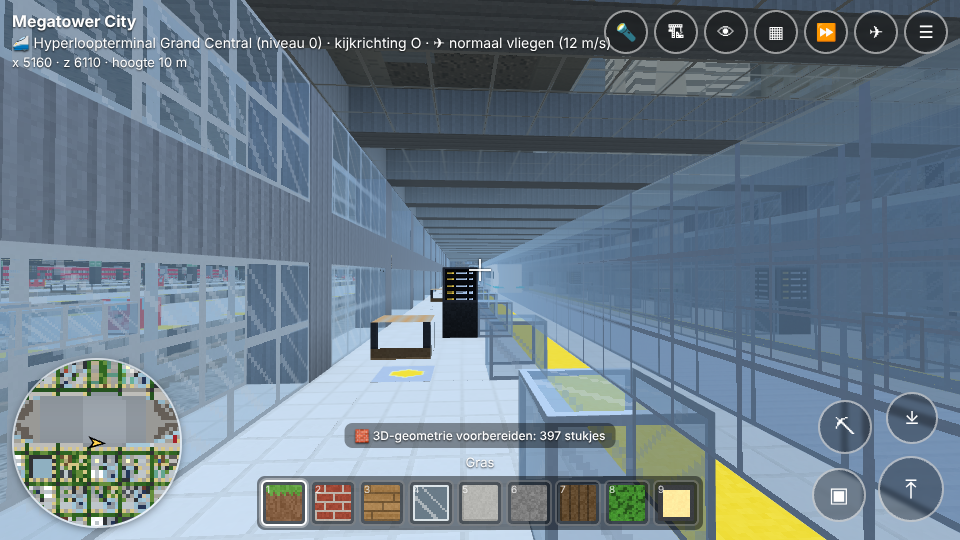 Megatower City
🚄 Hyperloopterminal Grand Central (niveau 0) · kijkrichting O · ✈ normaal vliegen (12 m/s)
x 5160 · z 6110 · hoogte 10 m
🧱 3D-geometrie voorbereiden: 397 stukjes
Gras
1 2 3 4 5 6 7 8 9